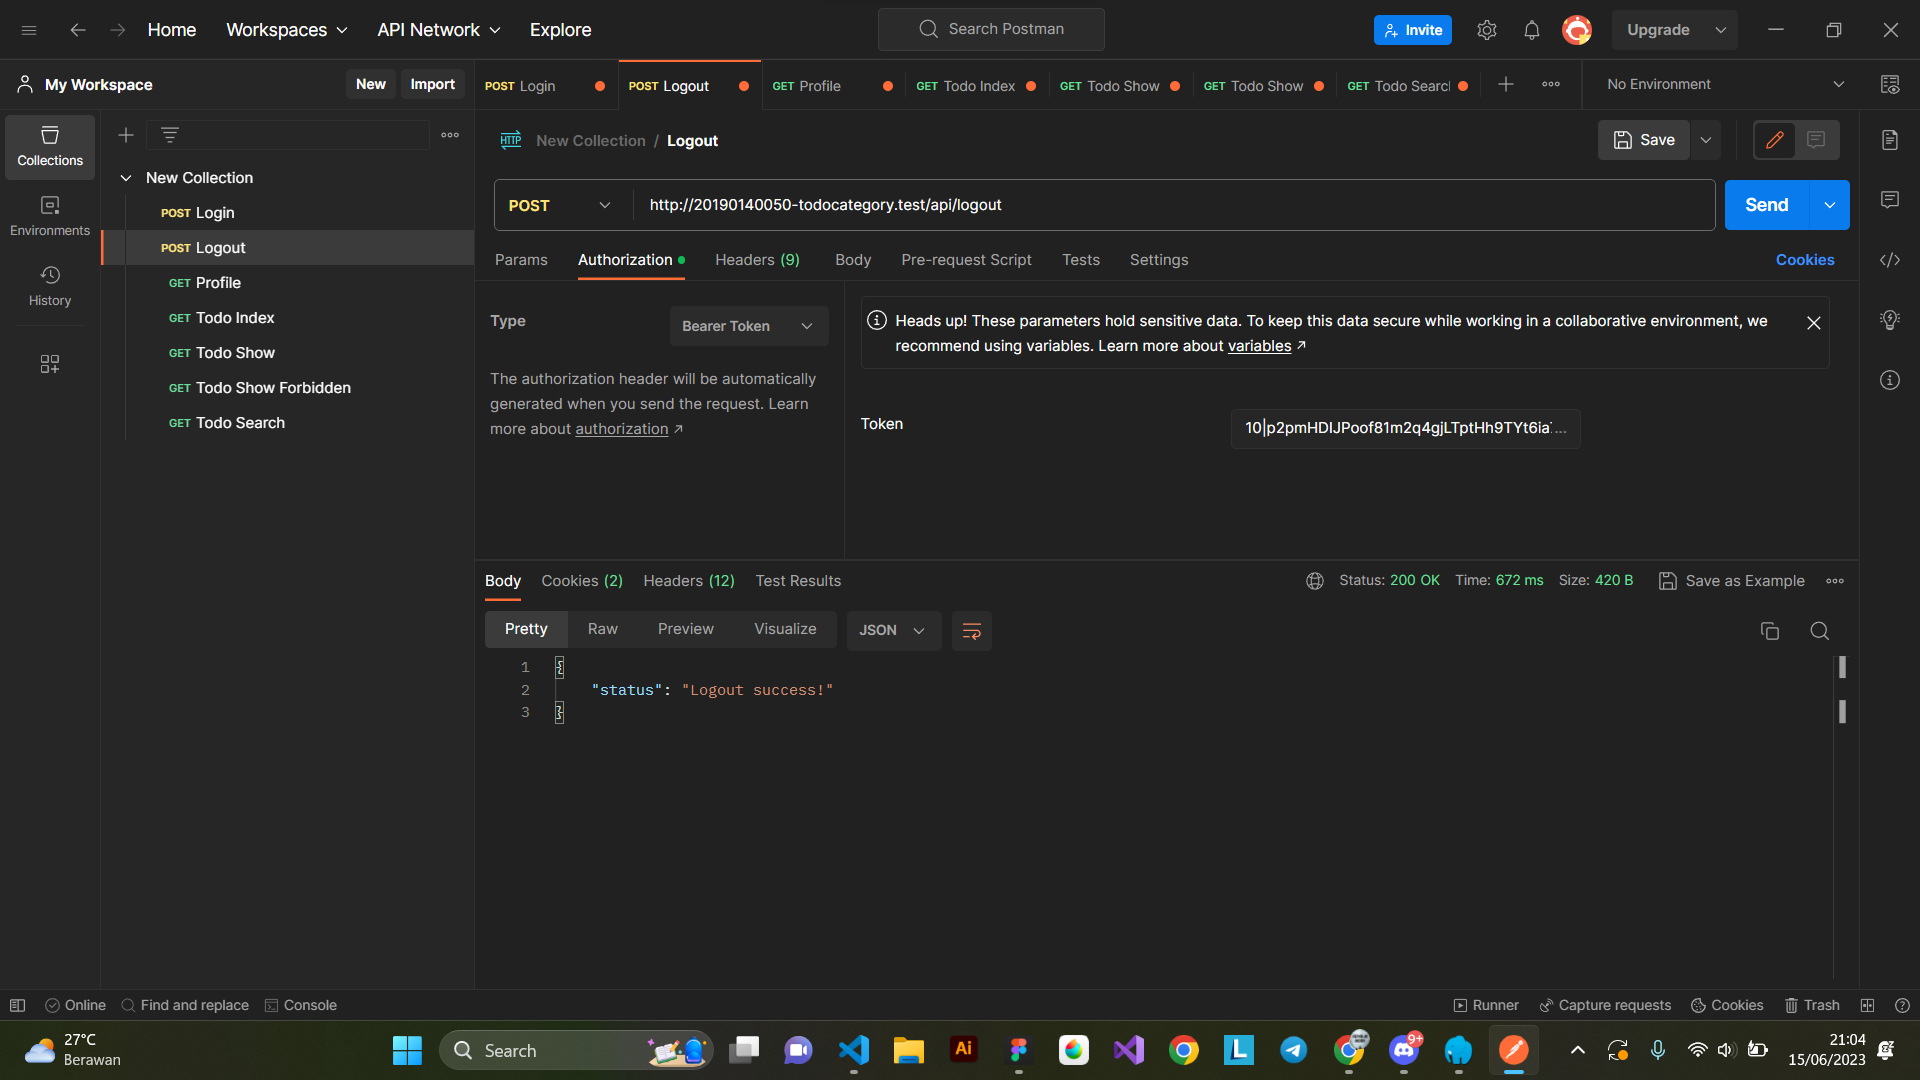 Home
Workspaces
API Network
Explore
Search Postman
Invite
Upgrade
My Workspace
New
Import
POST Login
POST Logout
GET Profile
GET Todo Index
GET Todo Show
GET Todo Show
GET Todo Searc
No Environment
Collections
Environments
History
New Collection
POST Login
POST Logout
GET Profile
GET Todo Index
GET Todo Show
GET Todo Show Forbidden
GET Todo Search
HTTP New Collection / Logout
Save
POST
http://20190140050-todocategory.test/api/logout
Send
Params
Authorization
Headers (9)
Body
Pre-request Script
Tests
Settings
Cookies
Type
Bearer Token
The authorization header will be automatically
generated when you send the request. Learn
more about authorization ↗
Heads up! These parameters hold sensitive data. To keep this data secure while working in a collaborative environment, we
recommend using variables. Learn more about variables ↗
Token
Body
Cookies (2)
Headers (12)
Test Results
Status: 200 OK
Time: 672 ms
Size: 420 B
Save as Example
Pretty
Raw
Preview
Visualize
JSON
1 {
2 "status": "Logout success!"
3 }
Online
Find and replace
Console
Runner
Capture requests
Cookies
Trash
27°C
Berawan
Search
Ai
L
9+
21:04
15/06/2023